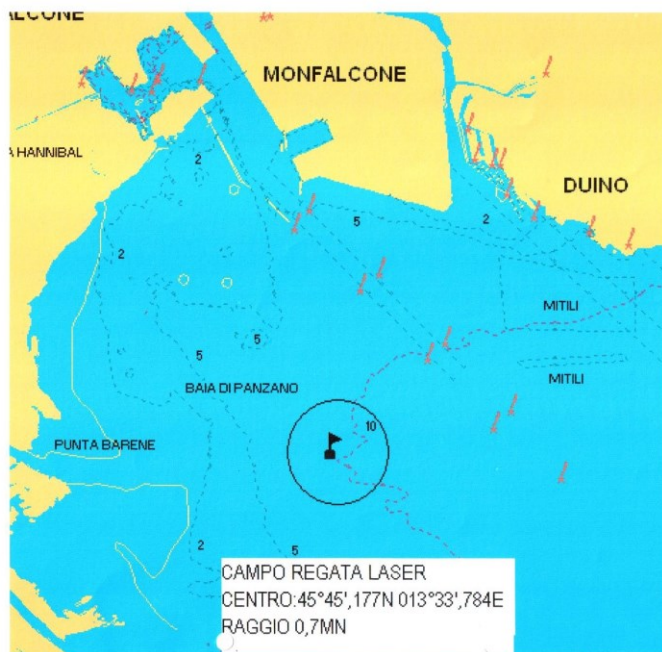 ALCONE
MONFALCONE
A HANNIBAL
2
DUINO
5
2
2
MITILI
5
5
MITILI
BAIA DI PANZANO
10
PUNTA BARENE
2
5
CAMPO REGATA LASER
CENTRO:45°45',177N 013°33',784E
RAGGIO 0,7MN